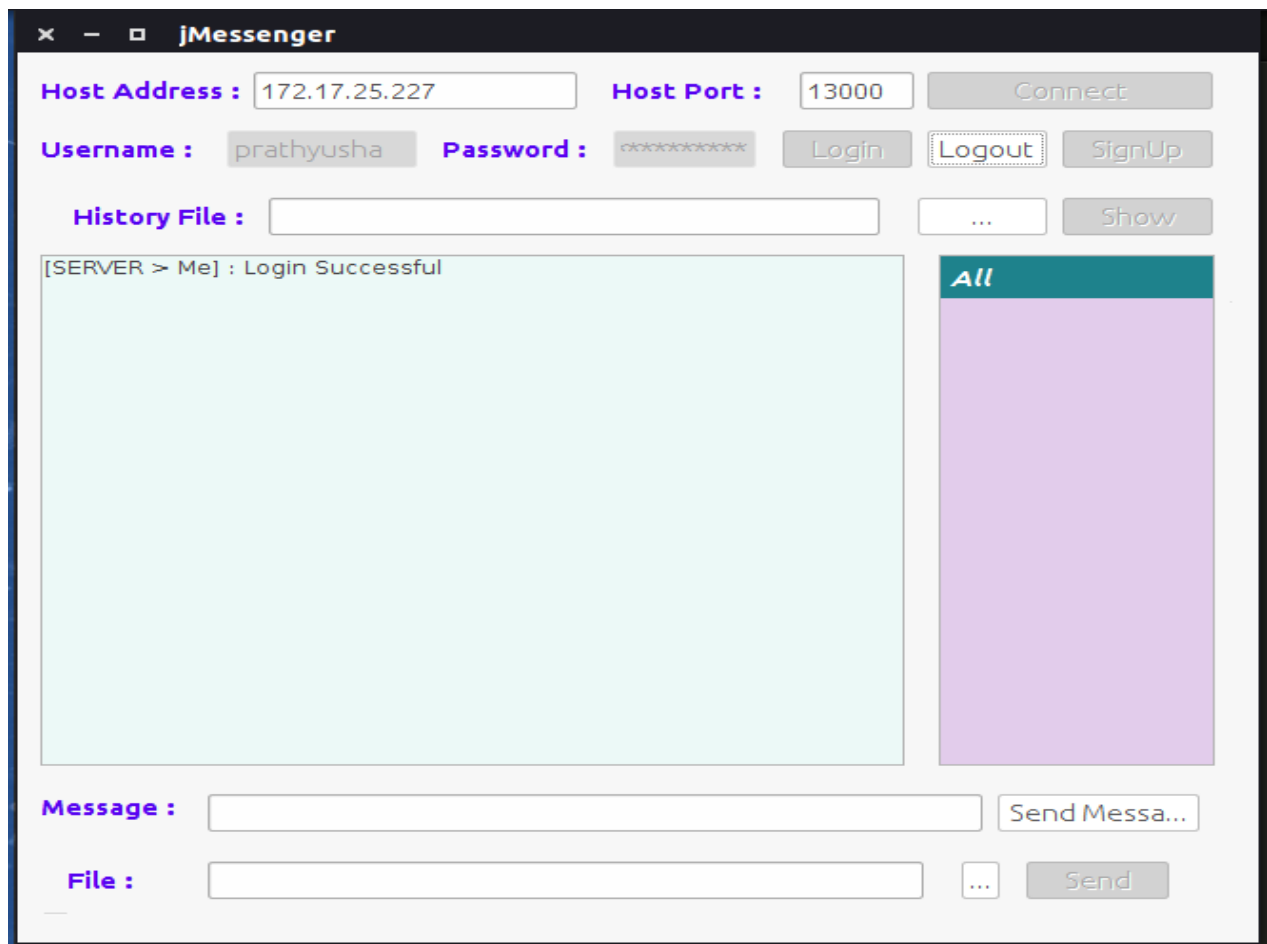 jMessenger
Host Address : 172.17.25.227 Host Port : 13000 Connect
Username : prathyusha Password : ********** Login Logout SignUp
History File : ... Show
[SERVER > Me] : Login Successful
All
Message : Send Messa...
File : ... Send